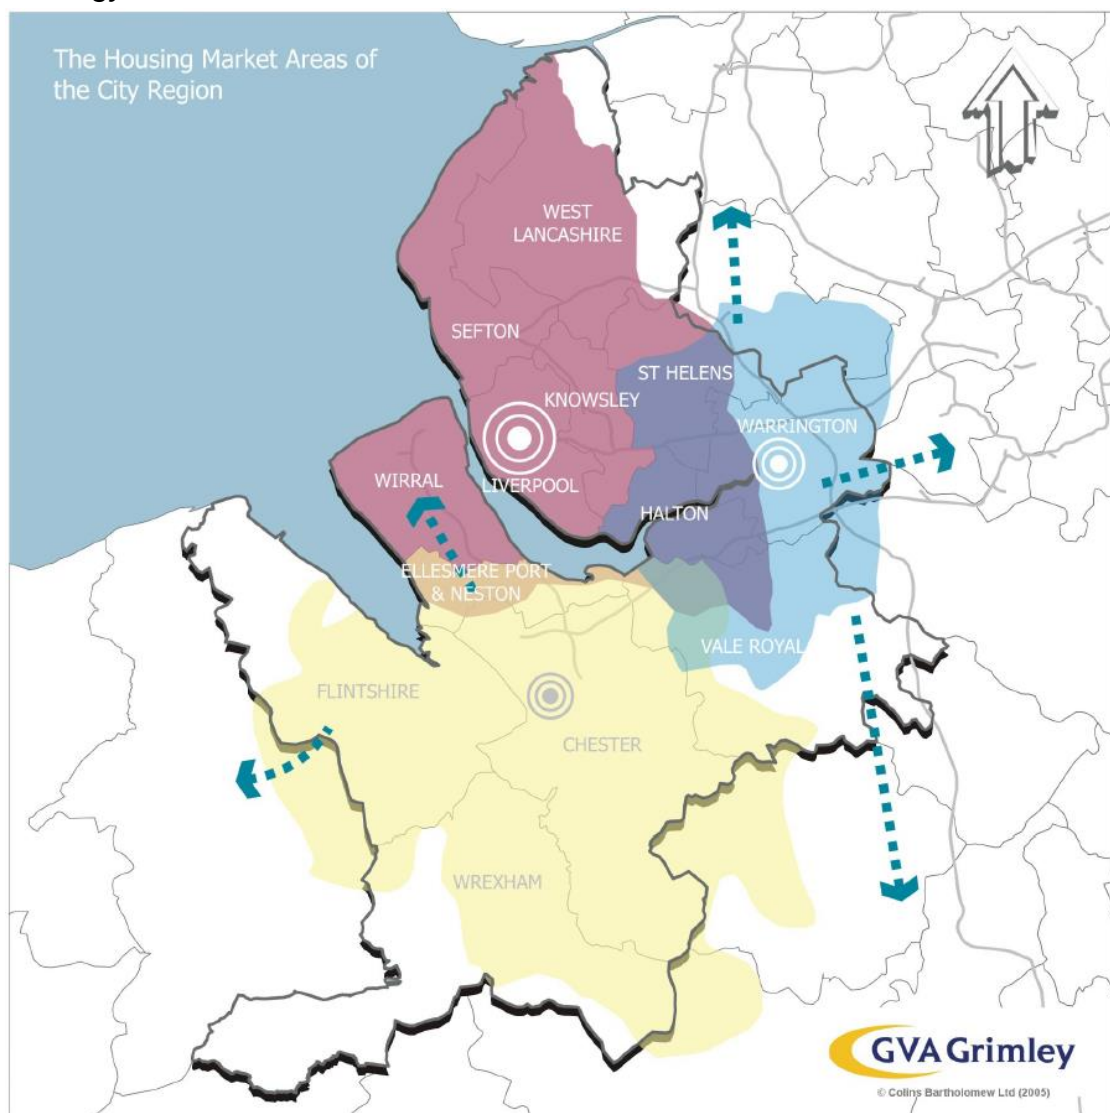 The Housing Market Areas of
the City Region
WEST
LANCASHIRE
SEFTON
ST HELENS
KNOWSLEY
WARRINGTON
WIRRAL
LIVERPOOL
HALTON
ELLESMERE PORT
& NESTON
VALE ROYAL
FLINTSHIRE
CHESTER
WREXHAM
GVA Grimley
© Colins Bartholomew Ltd (2005)